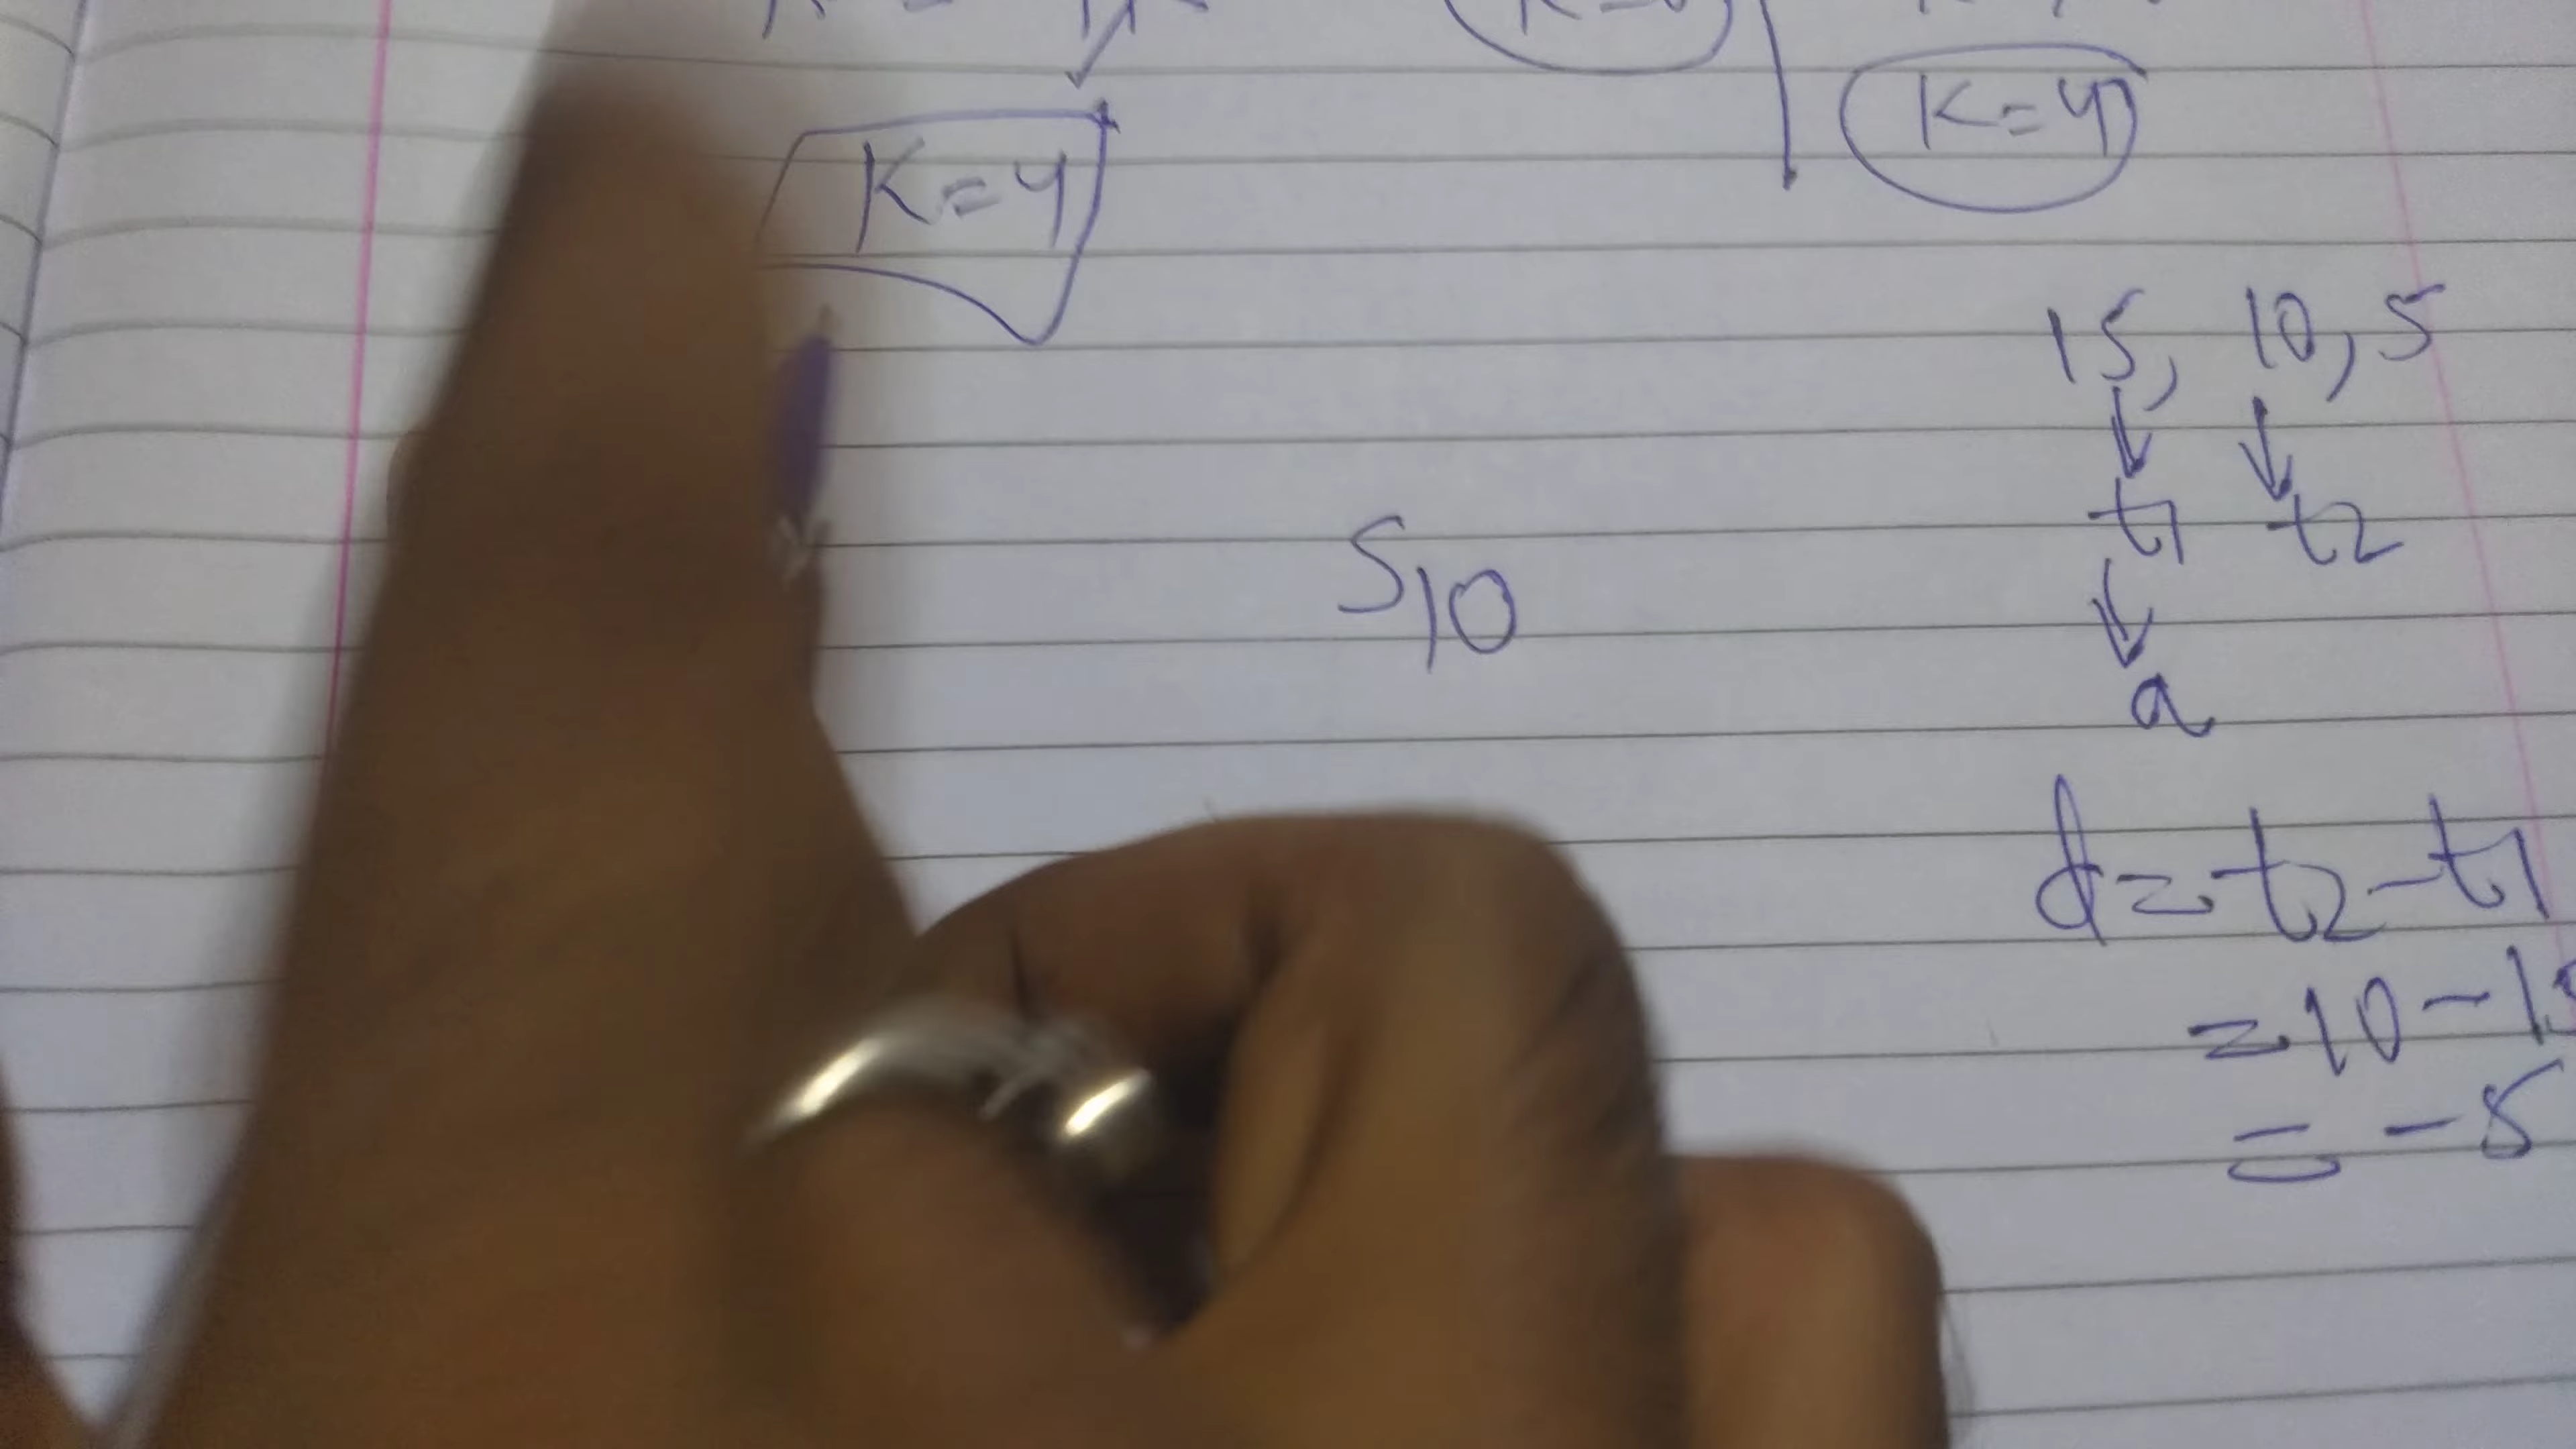 K=4
K=4
15, 10, 5
t1 t2
a
S10
d=t2-t1
=10-15
= -5